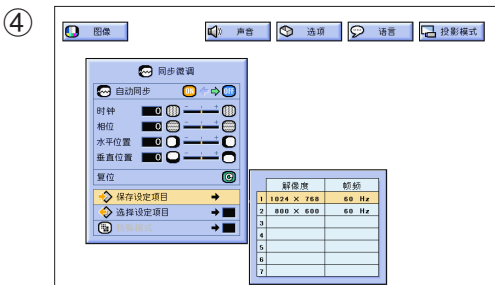 ④
图像 声音 选项 语言 投影模式
同步微调
自动同步 ON OFF
时钟 0 - +
相位 0 - +
水平位置 0 - +
垂直位置 0 - +
复位
保存设定项目
选择设定项目
解像度 帧频
1 1024 × 768 60 Hz
2 800 × 600 60 Hz
3
4
5
6
7